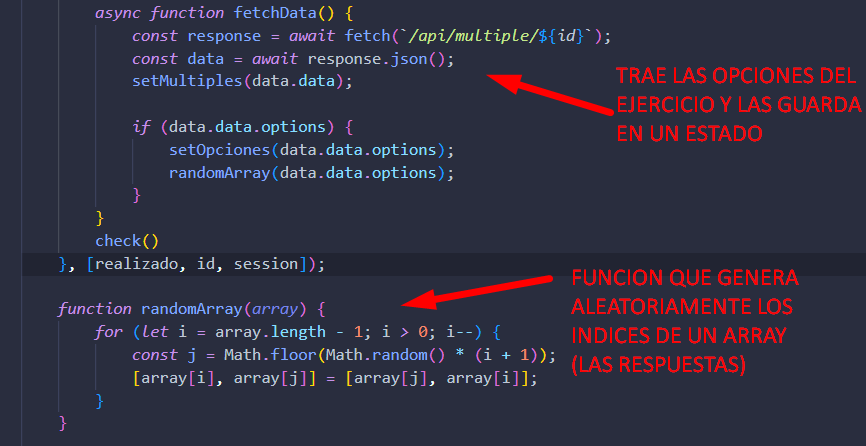 async function fetchData() {
const response = await fetch(`/api/multiple/${id}`);
const data = await response.json();
setMultiples(data.data);
TRAE LAS OPCIONES DEL
EJERCICIO Y LAS GUARDA
EN UN ESTADO
if (data.data.options) {
setOpciones(data.data.options);
randomArray(data.data.options);
}
}
check()
}, [realizado, id, session]);
FUNCION QUE GENERA
ALEATORIAMENTE LOS
INDICES DE UN ARRAY
(LAS RESPUESTAS)
function randomArray(array) {
for (let i = array.length - 1; i > 0; i--) {
const j = Math.floor(Math.random() * (i + 1));
[array[i], array[j]] = [array[j], array[i]];
}
}